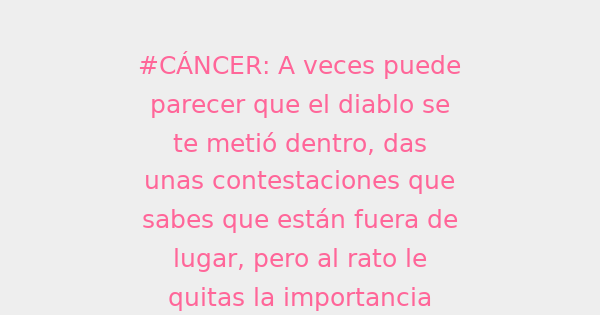 #CÁNCER: A veces puede
parecer que el diablo se
te metió dentro, das
unas contestaciones que
sabes que están fuera de
lugar, pero al rato le
quitas la importancia